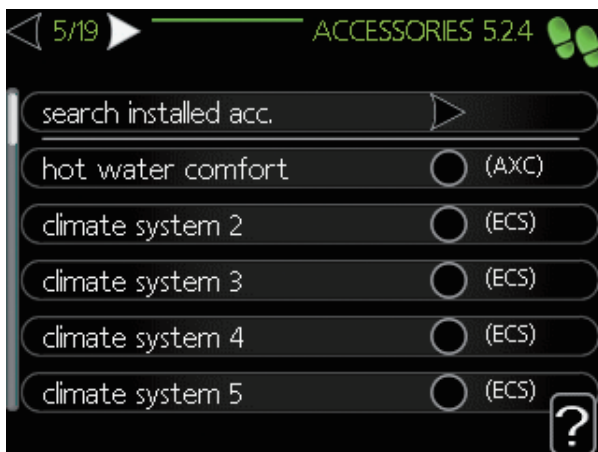 5/19 ACCESSORIES 5.2.4
search installed acc.
hot water comfort (AXC)
climate system 2 (ECS)
climate system 3 (ECS)
climate system 4 (ECS)
climate system 5 (ECS)
?